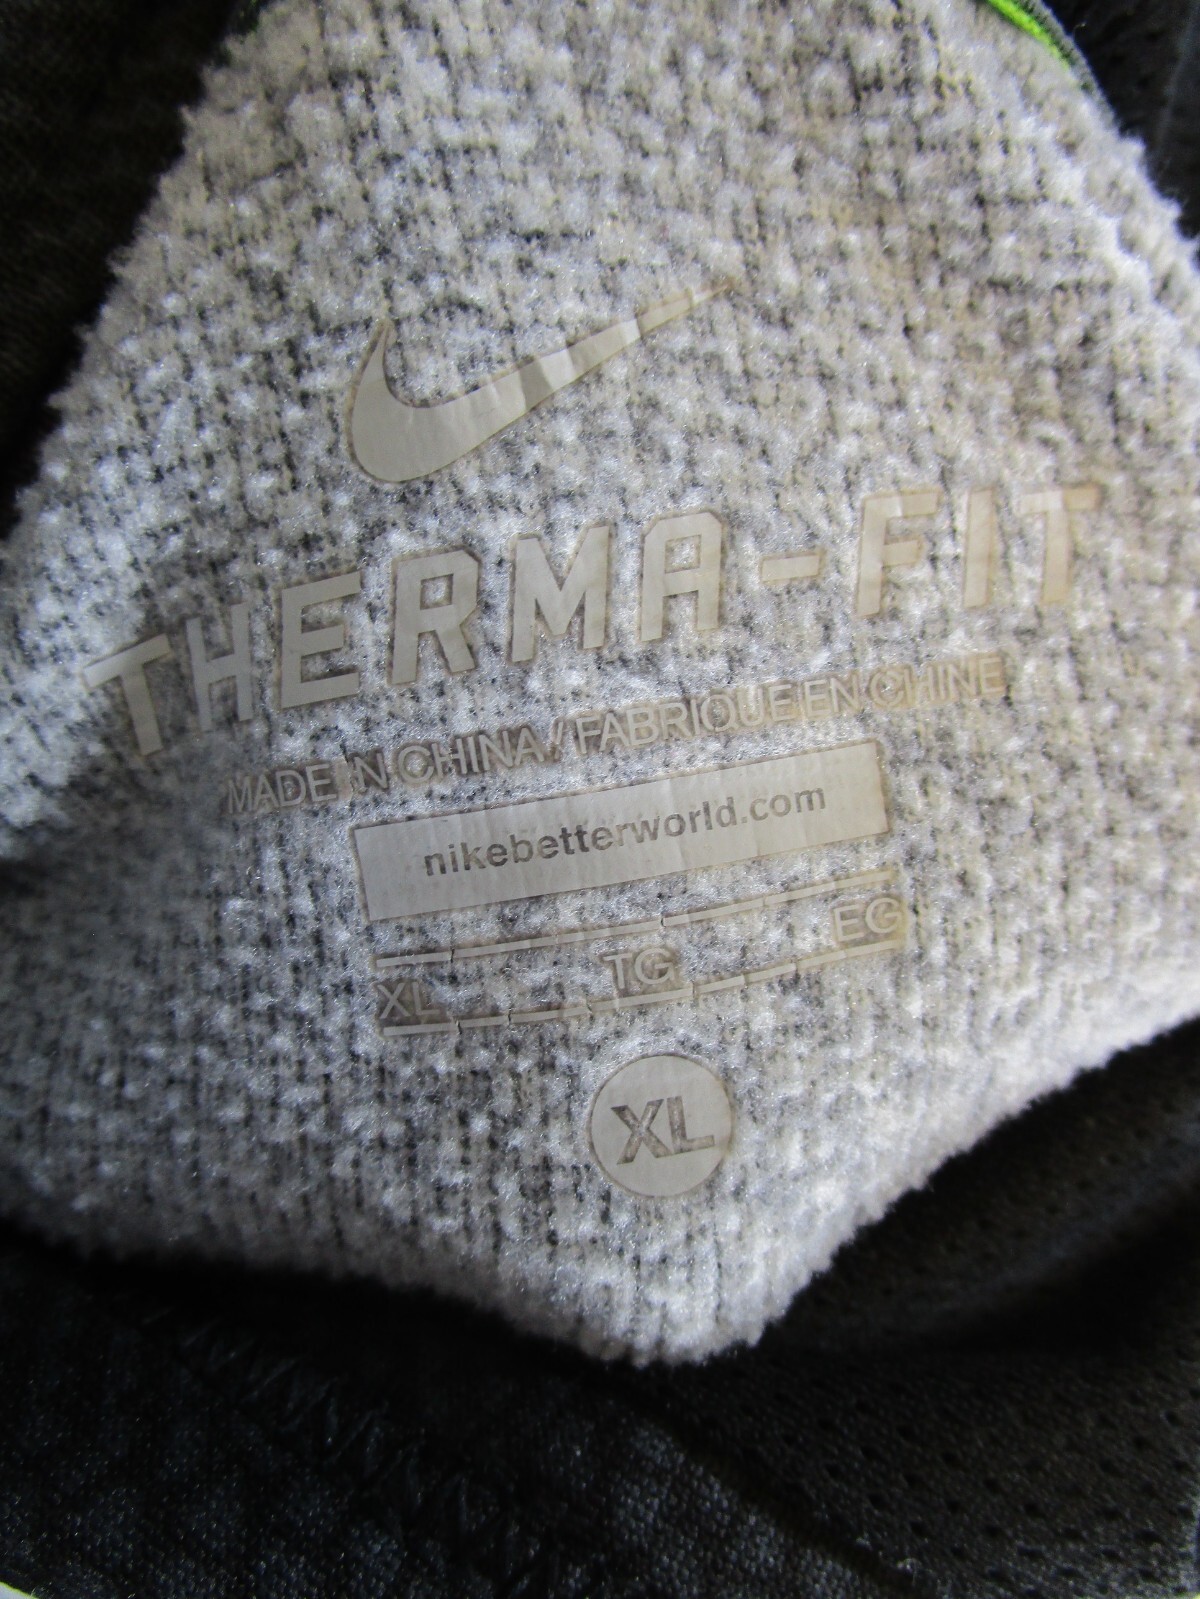 THERMA-FIT
MADE IN CHINA / FABRIQUE EN CHINE
nikebetterworld.com
XL TG EG
XL